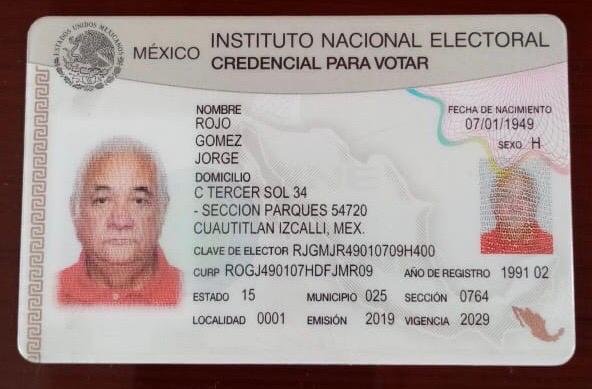 ESTADOS UNIDOS MEXICANOS
MÉXICO INSTITUTO NACIONAL ELECTORAL
CREDENCIAL PARA VOTAR
NOMBRE
ROJO
GOMEZ
JORGE
FECHA DE NACIMIENTO
07/01/1949
SEXO H
DOMICILIO
C TERCER SOL 34
- SECCION PARQUES 54720
CUAUTITLAN IZCALLI, MEX.
CLAVE DE ELECTOR RJGMJR49010709H400
CURP ROGJ490107HDFJMR09 AÑO DE REGISTRO 1991 02
ESTADO 15 MUNICIPIO 025 SECCIÓN 0764
LOCALIDAD 0001 EMISIÓN 2019 VIGENCIA 2029